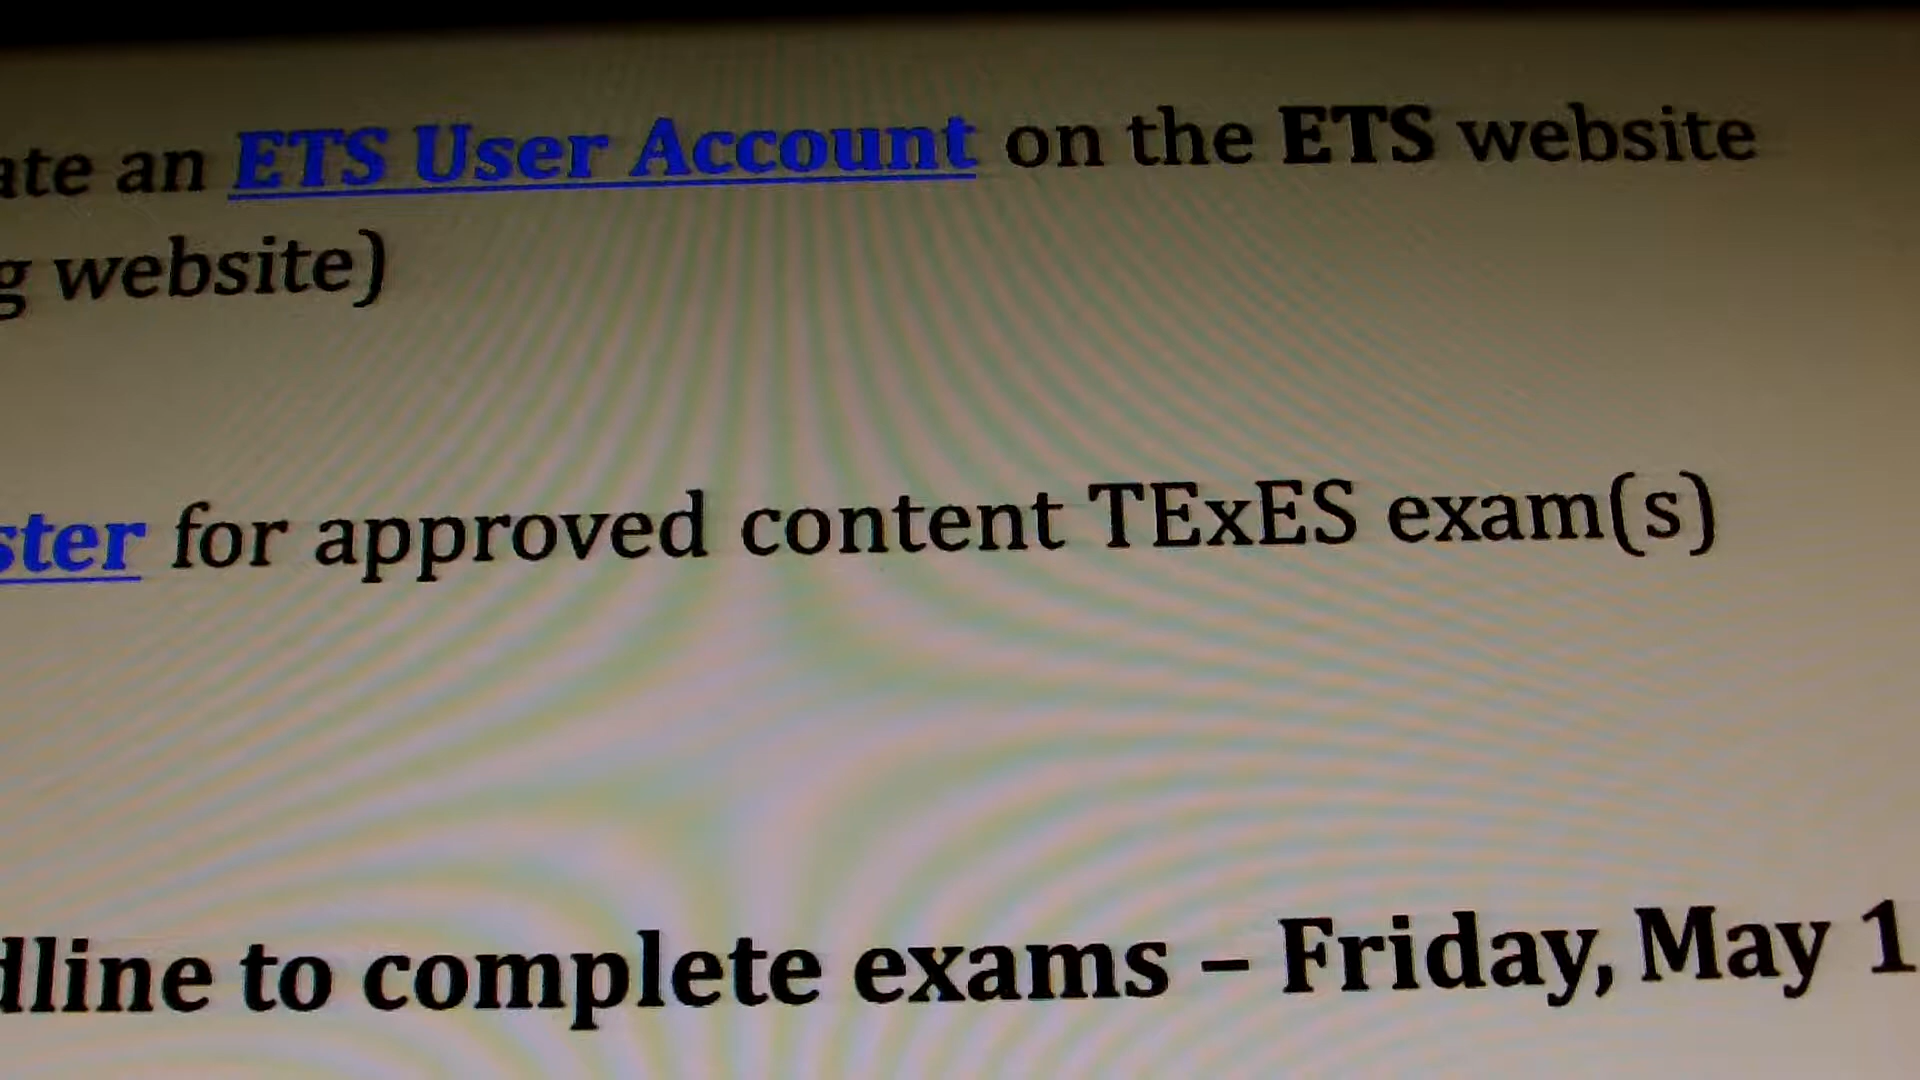 ate an ETS User Account on the ETS website
g website)
ster for approved content TExES exam(s)
dline to complete exams – Friday, May 1